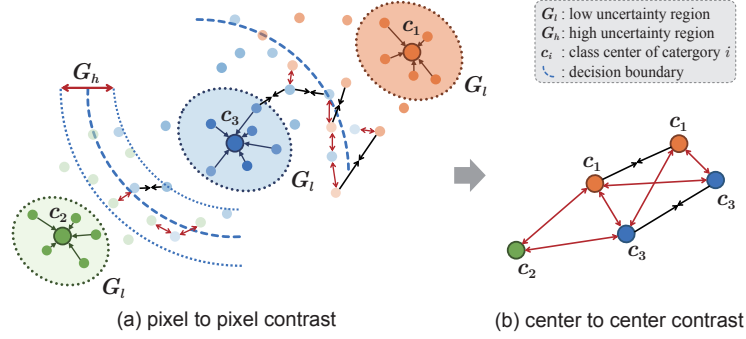 G_l : low uncertainty region
G_h : high uncertainty region
c_i : class center of catergory i
: decision boundary
c_1
G_l
G_h
c_3
G_l
c_2
G_l
c_1
c_1
c_3
c_3
c_2
(a) pixel to pixel contrast
(b) center to center contrast